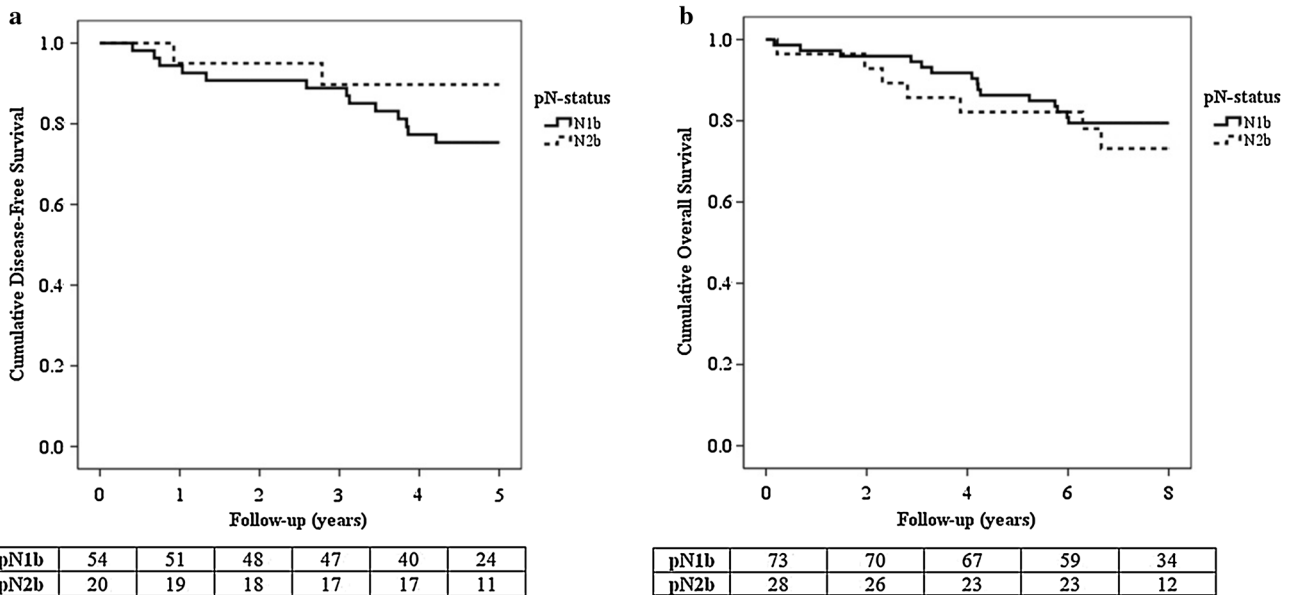 a
Cumulative Disease-Free Survival
1.0
0.8
0.6
0.4
0.2
0.0
0 1 2 3 4 5
Follow-up (years)
pN-status
N1b
N2b
pN1b 54 51 48 47 40 24
pN2b 20 19 18 17 17 11
b
Cumulative Overall Survival
1.0
0.8
0.6
0.4
0.2
0.0
0 2 4 6 8
Follow-up (years)
pN-status
N1b
N2b
pN1b 73 70 67 59 34
pN2b 28 26 23 23 12